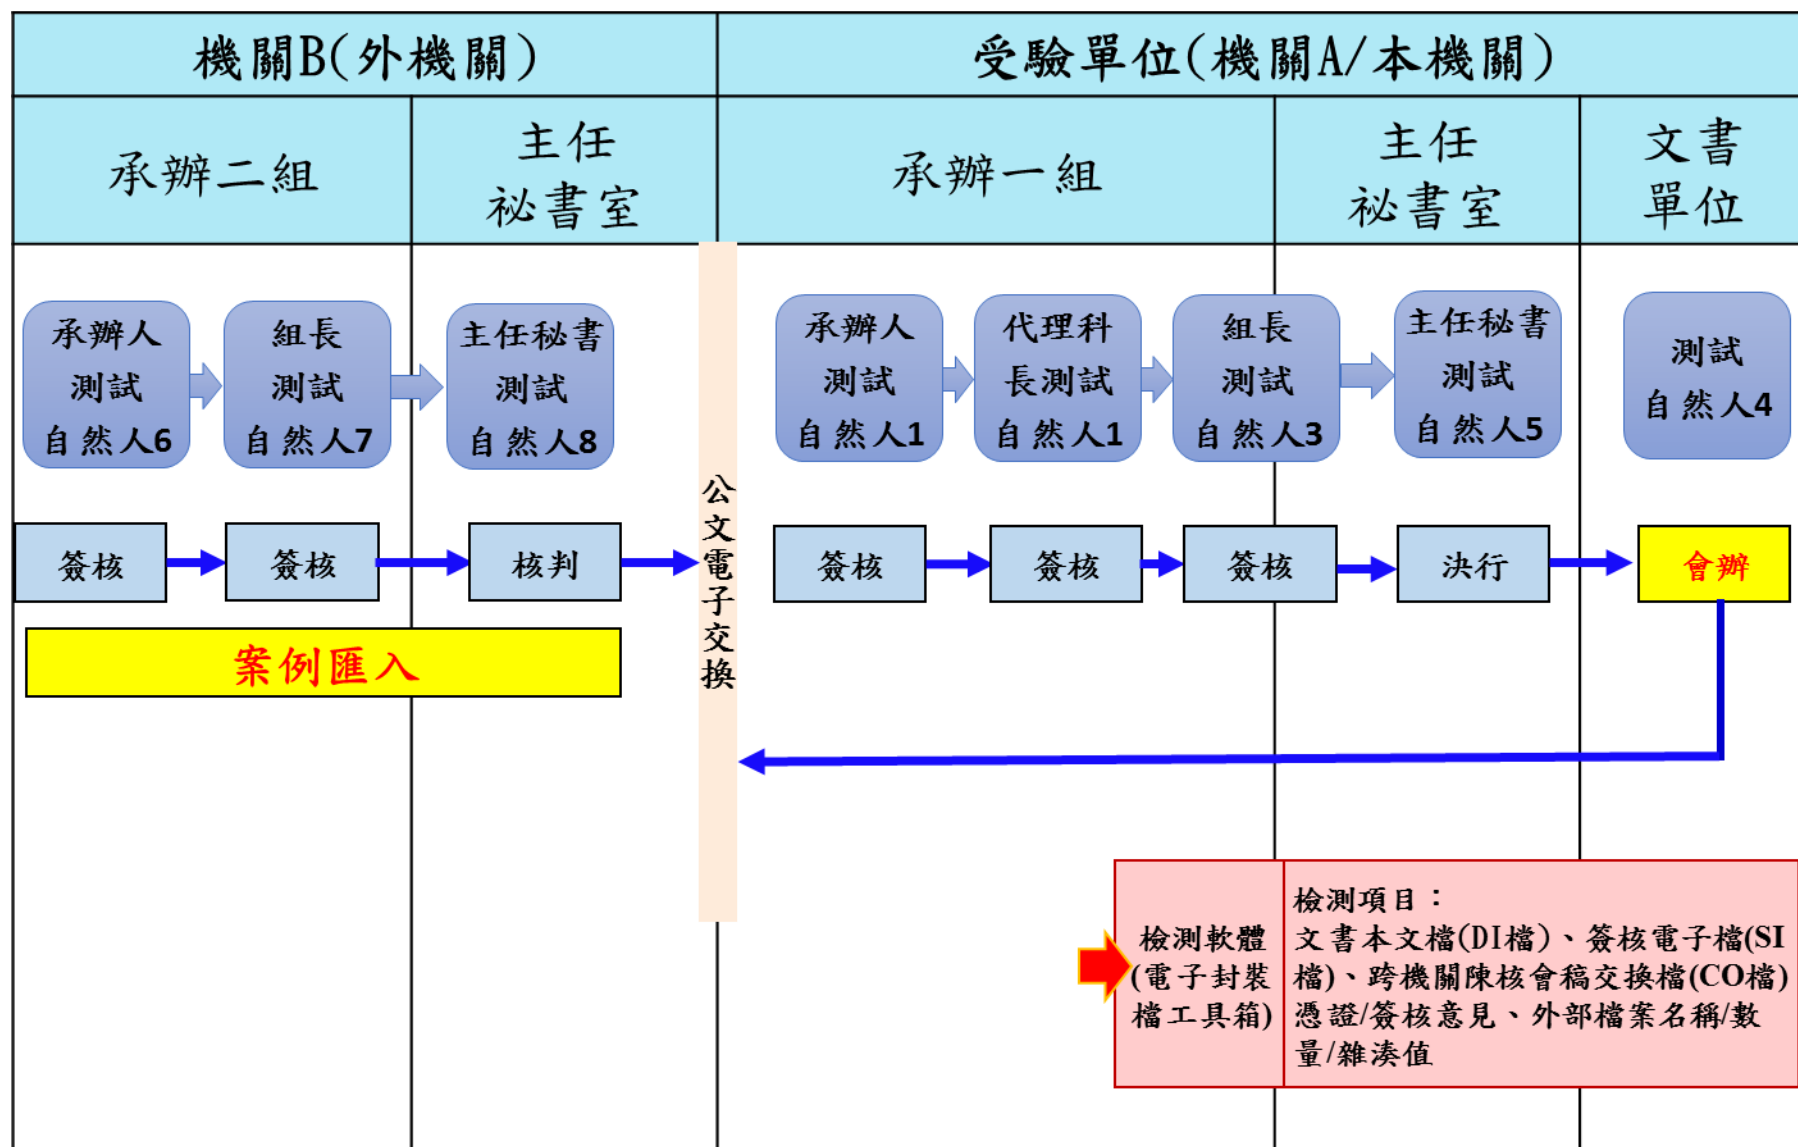 機關B(外機關)
受驗單位(機關A/本機關)
承辦二組
主任
祕書室
承辦一組
主任
祕書室
文書
單位
承辦人
測試
自然人6
組長
測試
自然人7
主任秘書
測試
自然人8
承辦人
測試
自然人1
代理科
長測試
自然人1
組長
測試
自然人3
主任秘書
測試
自然人5
測試
自然人4
公文電子交換
簽核
簽核
核判
簽核
簽核
簽核
決行
會辦
案例匯入
檢測軟體
(電子封裝
檔工具箱)
檢測項目：
文書本文檔(DI檔)、簽核電子檔(SI
檔)、跨機關陳核會稿交換檔(CO檔)
憑證/簽核意見、外部檔案名稱/數
量/雜湊值